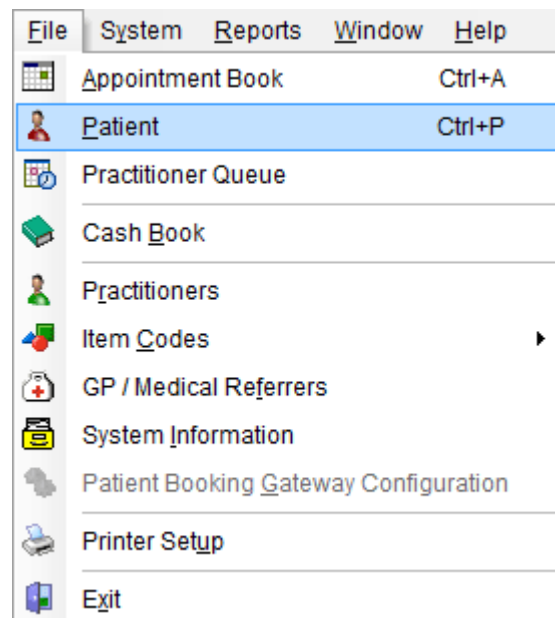 File System Reports Window Help
Appointment Book Ctrl+A
Patient Ctrl+P
Practitioner Queue
Cash Book
Practitioners
Item Codes
GP / Medical Referrers
System Information
Patient Booking Gateway Configuration
Printer Setup
Exit